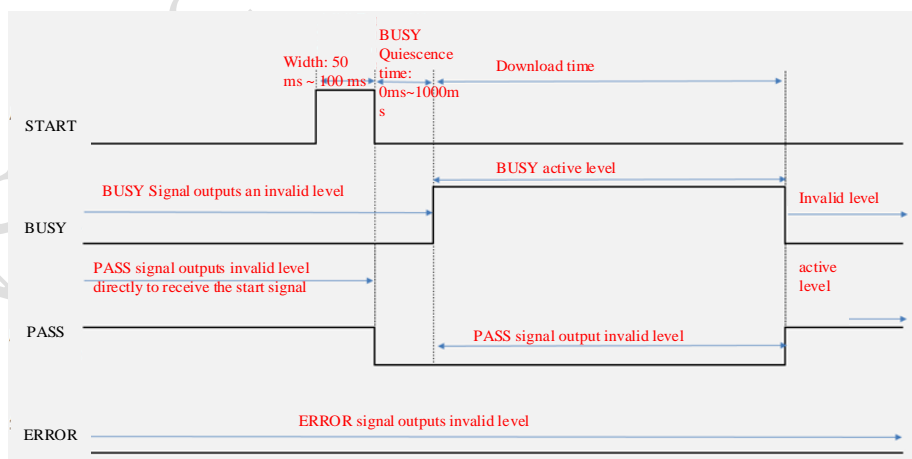 BUSY
Quiescence
time:
0ms~1000m
s
Width: 50
ms ~ 100 ms
Download time
START
BUSY active level
BUSY Signal outputs an invalid level
Invalid level
BUSY
PASS signal outputs invalid level
directly to receive the start signal
active
level
PASS
PASS signal output invalid level
ERROR signal outputs invalid level
ERROR